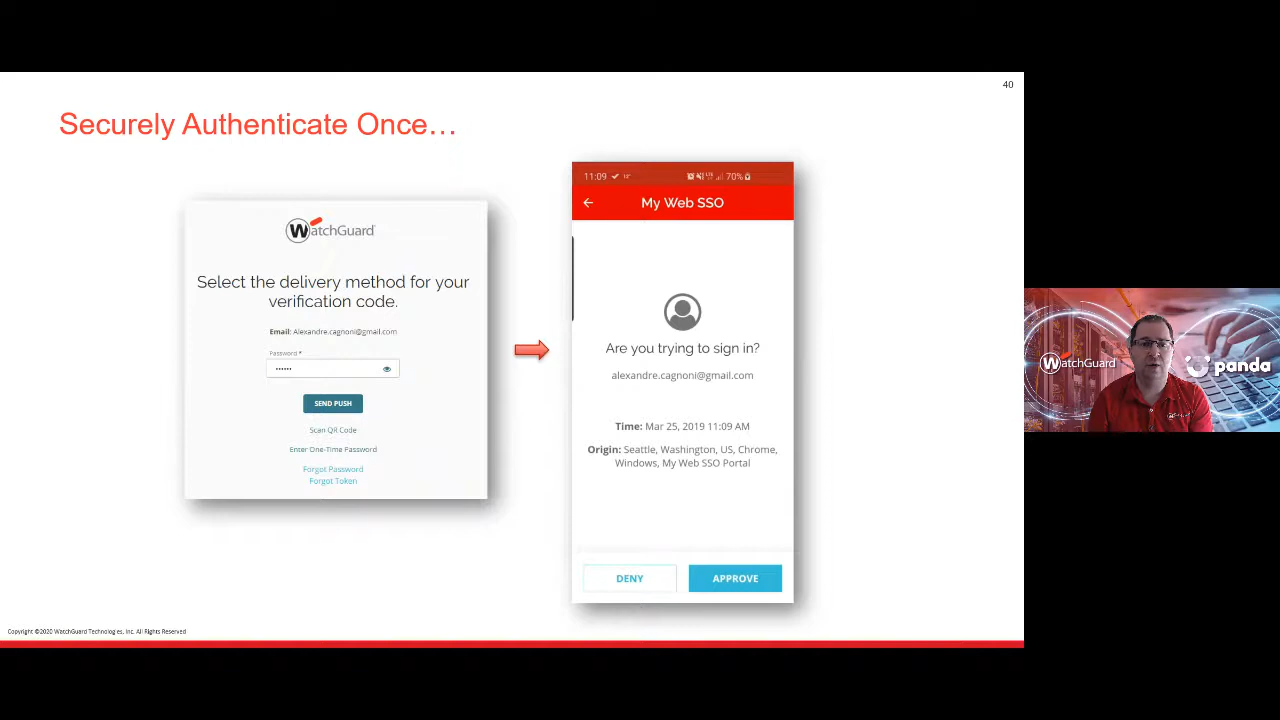 40
Securely Authenticate Once…
WatchGuard
Select the delivery method for your
verification code.
Email: Alexandre.cagnoni@gmail.com
Password *
••••••
SEND PUSH
Scan QR Code
Enter One-Time Password
Forgot Password
Forgot Token
11:09
70%
My Web SSO
Are you trying to sign in?
alexandre.cagnoni@gmail.com
Time: Mar 25, 2019 11:09 AM
Origin: Seattle, Washington, US, Chrome,
Windows, My Web SSO Portal
DENY
APPROVE
WatchGuard
panda
Copyright ©2020 WatchGuard Technologies, Inc. All Rights Reserved